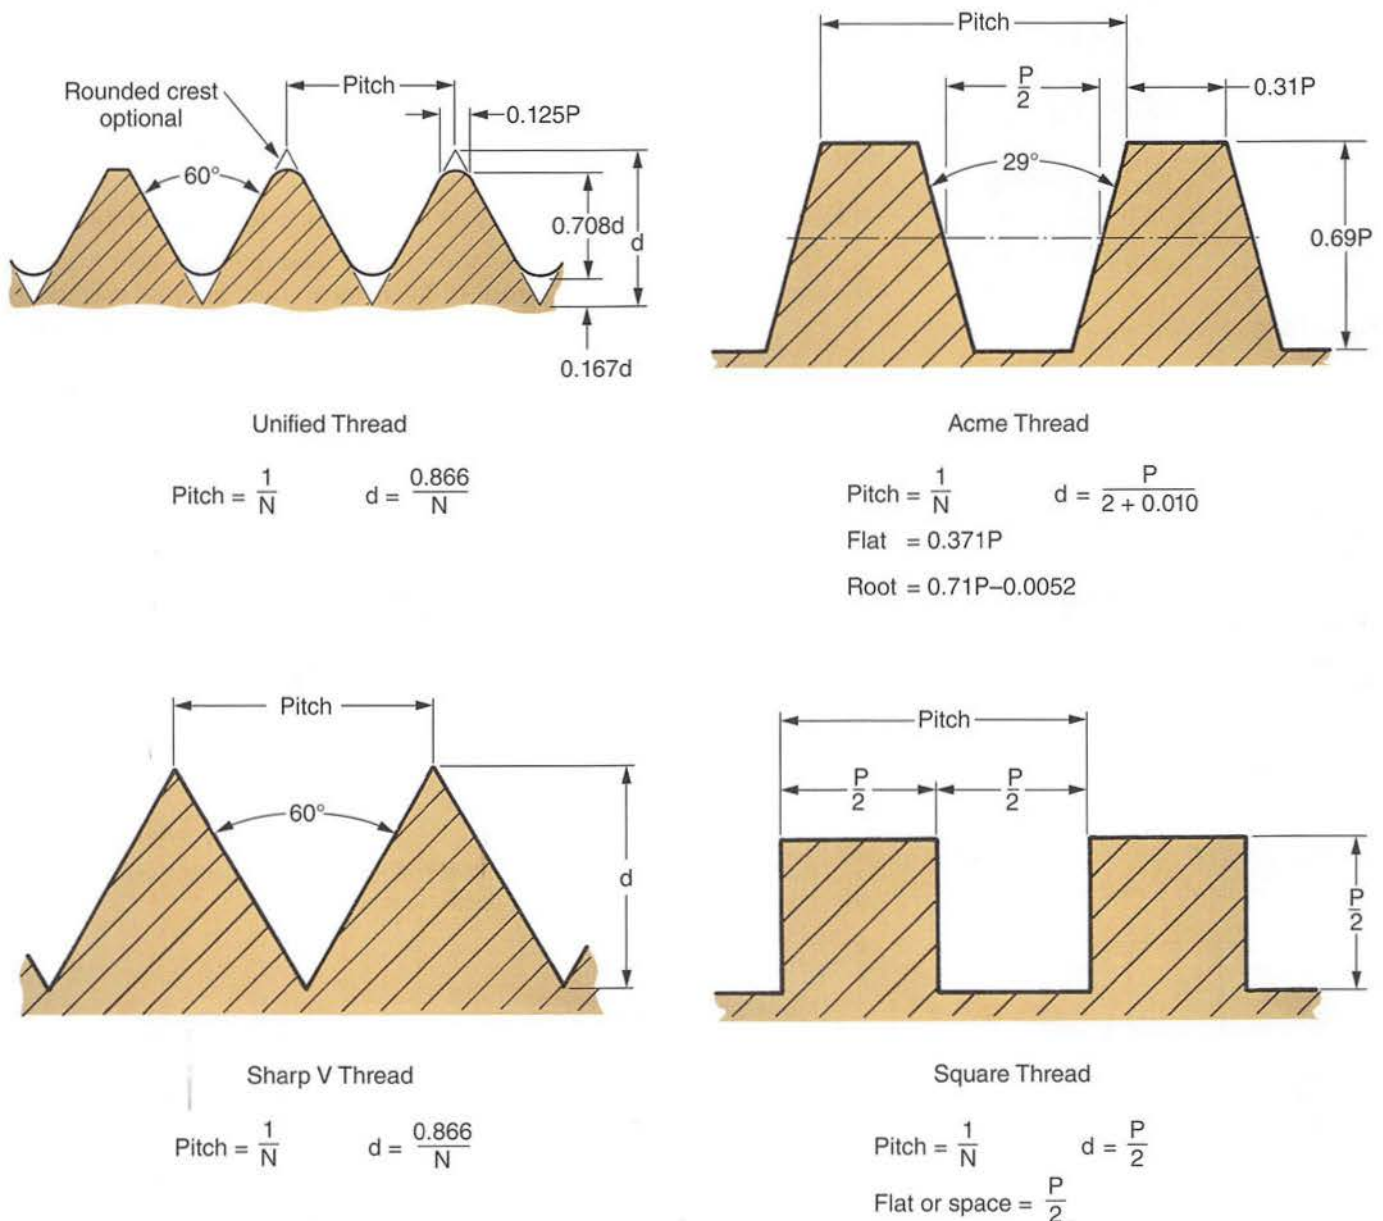 Rounded crest
optional
Pitch
0.125P
60°
0.708d
d
0.167d
Unified Thread
Pitch = 1/N d = 0.866/N
Pitch
P/2
0.31P
29°
0.69P
Acme Thread
Pitch = 1/N d = P/(2 + 0.010)
Flat = 0.371P
Root = 0.71P–0.0052
Pitch
60°
d
Sharp V Thread
Pitch = 1/N d = 0.866/N
Pitch
P/2 P/2
P/2
Square Thread
Pitch = 1/N d = P/2
Flat or space = P/2